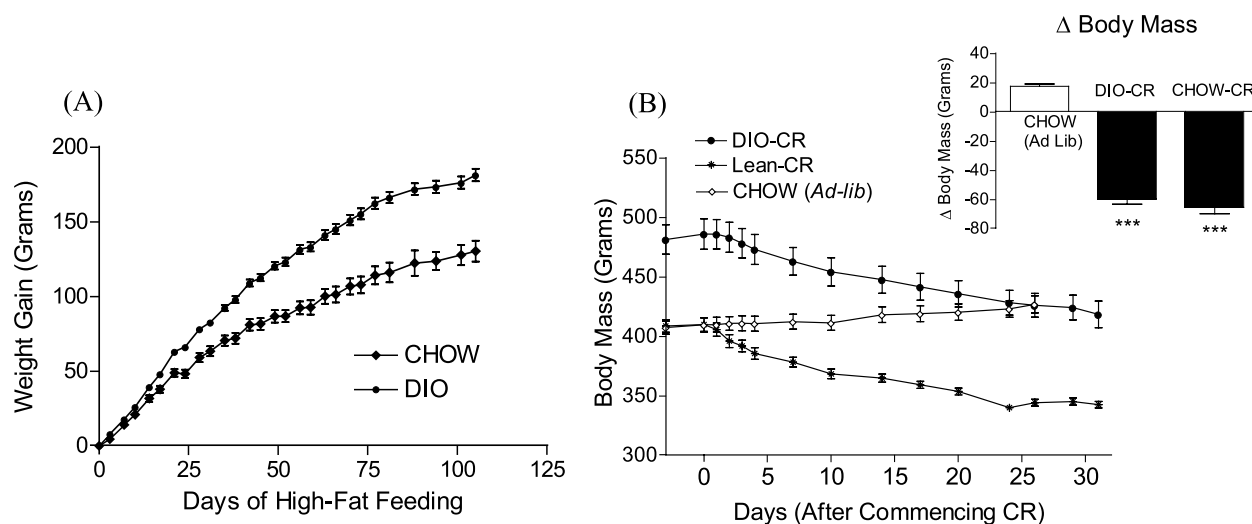 (A)
Weight Gain (Grams)
200
150
100
50
0
0 25 50 75 100 125
Days of High-Fat Feeding
CHOW
DIO
(B)
Body Mass (Grams)
550
500
450
400
350
300
0 5 10 15 20 25 30
Days (After Commencing CR)
DIO-CR
Lean-CR
CHOW (Ad-lib)
Δ Body Mass
Δ Body Mass (Grams)
40
20
0
-20
-40
-60
-80
DIO-CR CHOW-CR
CHOW
(Ad Lib)
*** ***